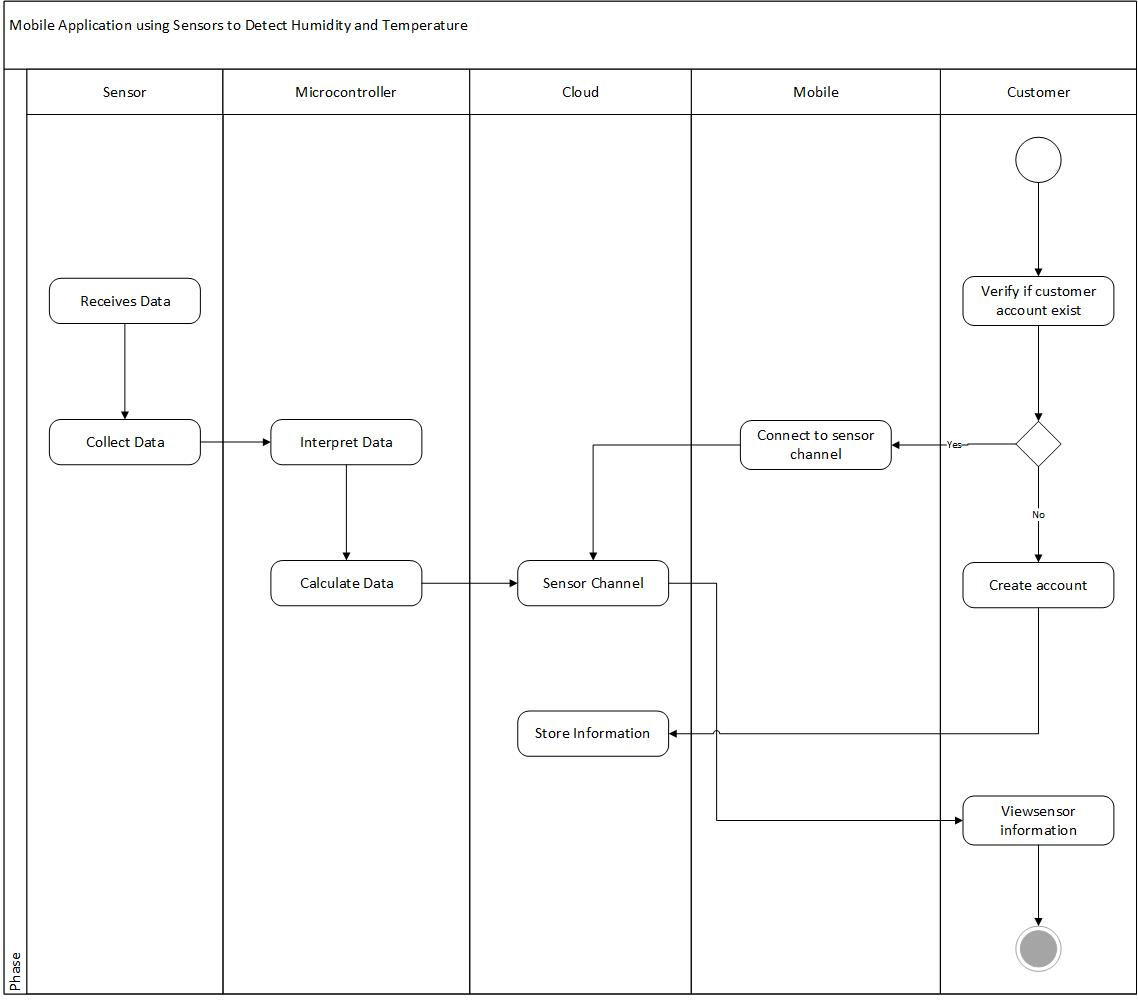 Mobile Application using Sensors to Detect Humidity and Temperature
Sensor
Microcontroller
Cloud
Mobile
Customer
Receives Data
Verify if customer
account exist
Collect Data
Interpret Data
Connect to sensor
channel
Yes
No
Calculate Data
Sensor Channel
Create account
Store Information
Viewsensor
information
Phase